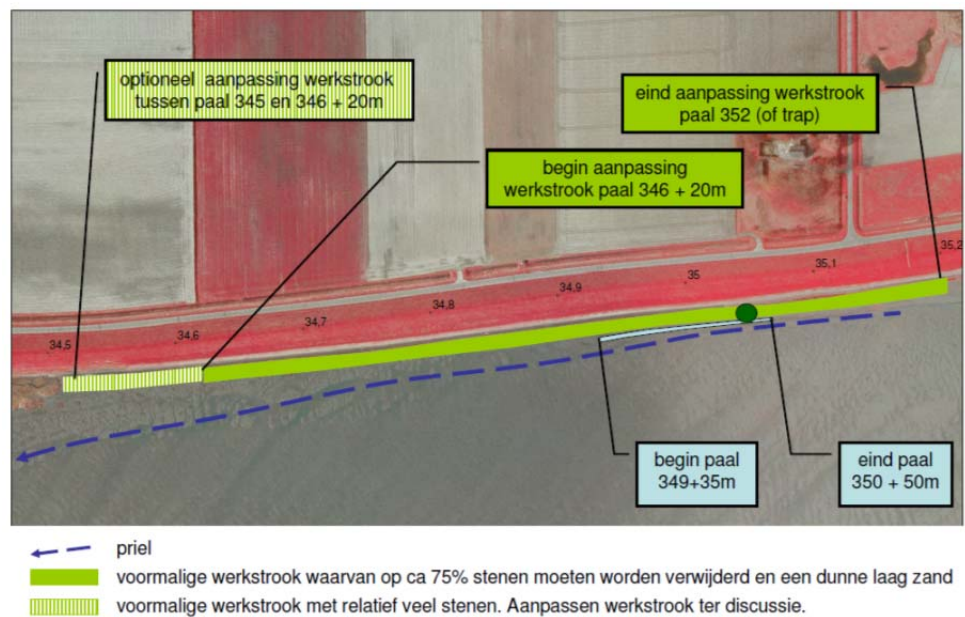 optioneel aanpassing werkstrook
tussen paal 345 en 346 + 20m
eind aanpassing werkstrook
paal 352 (of trap)
begin aanpassing
werkstrook paal 346 + 20m
35,2
35,1
35
34,9
34,8
34,7
34,6
34,5
begin paal
349+35m
eind paal
350 + 50m
priel
voormalige werkstrook waarvan op ca 75% stenen moeten worden verwijderd en een dunne laag zand
voormalige werkstrook met relatief veel stenen. Aanpassen werkstrook ter discussie.